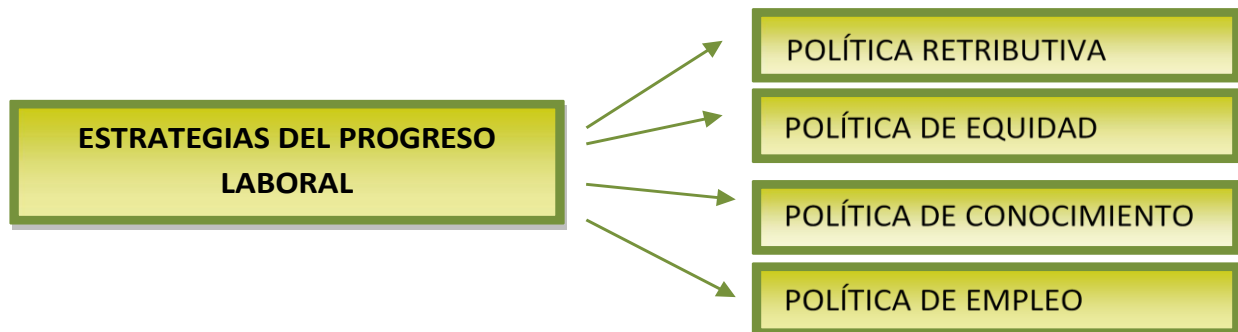 ESTRATEGIAS DEL PROGRESO
LABORAL
POLÍTICA RETRIBUTIVA
POLÍTICA DE EQUIDAD
POLÍTICA DE CONOCIMIENTO
POLÍTICA DE EMPLEO